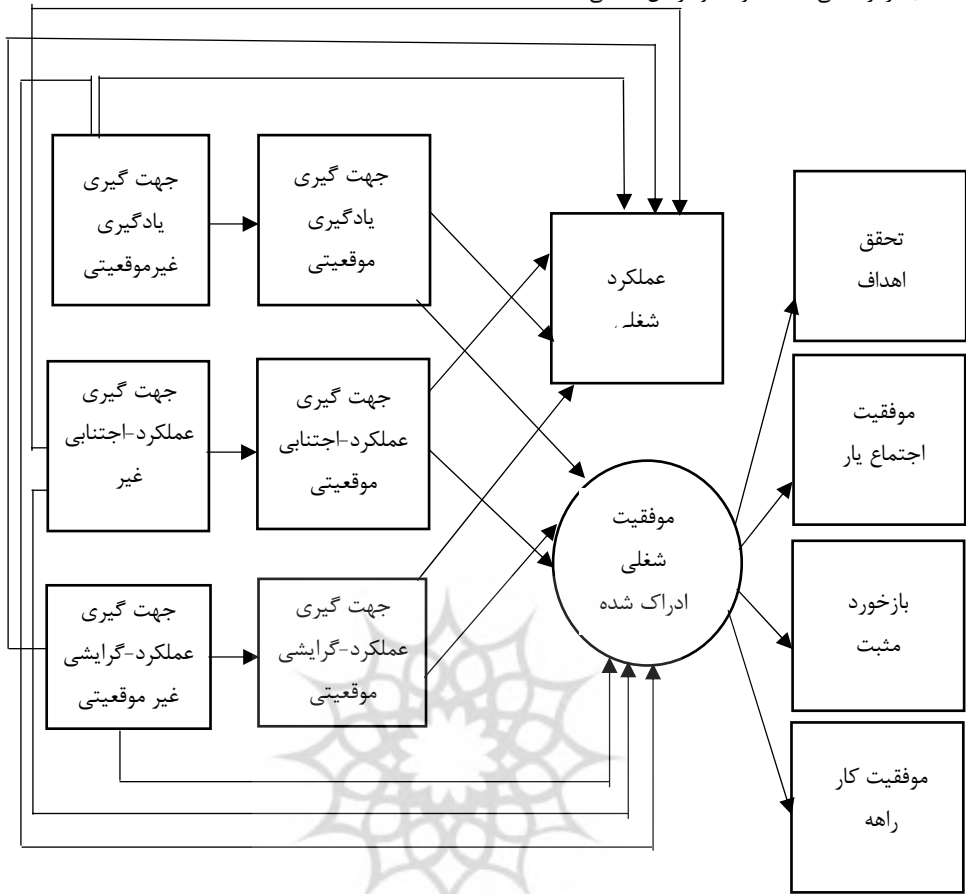 جهت گیری
یادگیری
غیرموقعیتی
جهت گیری
یادگیری
موقعیتی
عملکرد
شغلی
تحقق
اهداف
جهت گیری
عملکرد-اجتنابی
غیر
جهت گیری
عملکرد-اجتنابی
موقعیتی
موفقیت
اجتماع یار
موفقیت
شغلی
ادراک شده
جهت گیری
عملکرد-گرایشی
غیر موقعیتی
جهت گیری
عملکرد-گرایشی
موقعیتی
بازخورد
مثبت
موفقیت کار
راهه